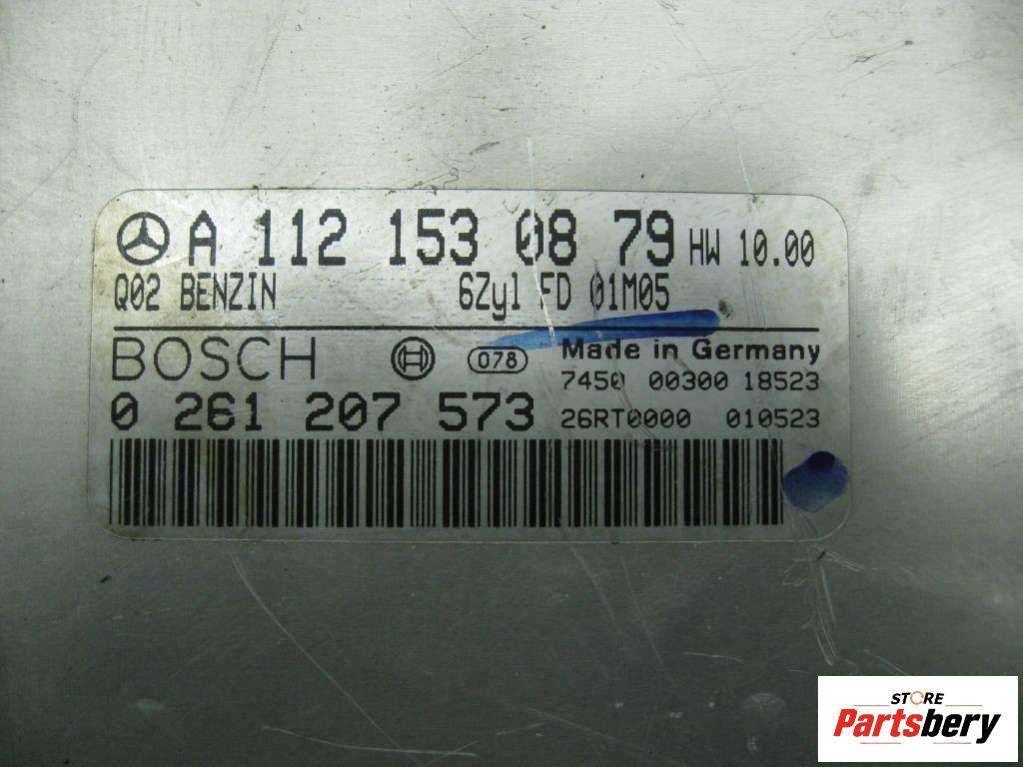 A 112 153 08 79 HW 10.00
Q02 BENZIN 6Zyl FD 01M05
BOSCH 078 Made in Germany
7450 00300 18523
0 261 207 573 26RT0000 010523
STORE
Partsbery